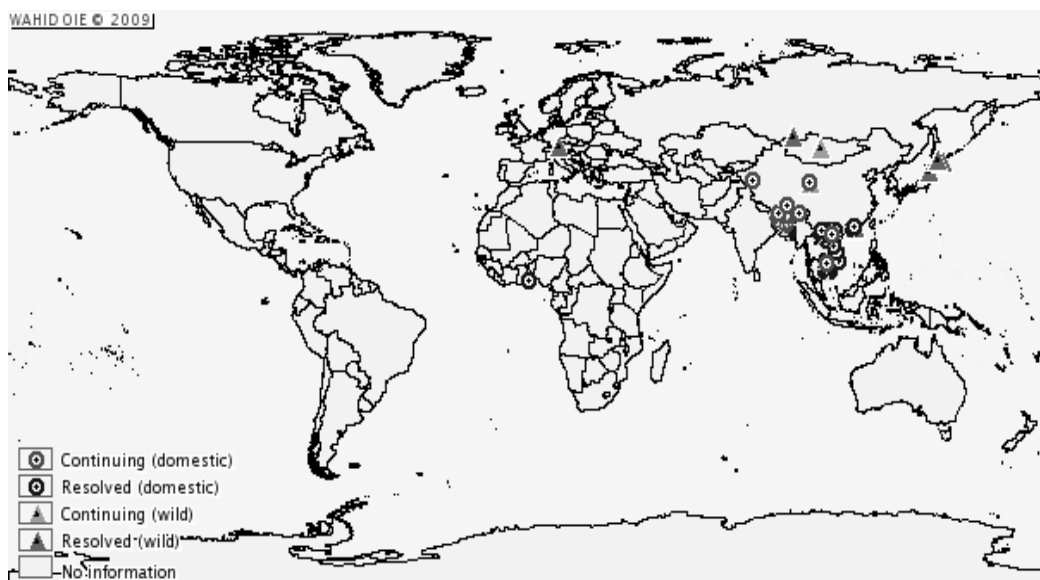 WAHID OIE © 2009
Continuing (domestic)
Resolved (domestic)
Continuing (wild)
Resolved (wild)
No information